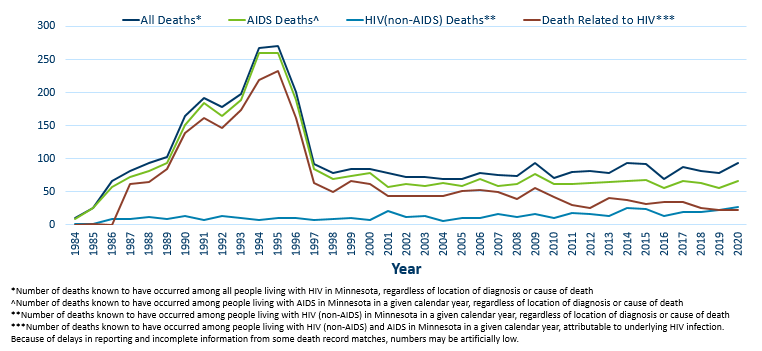 All Deaths* AIDS Deaths^ HIV(non-AIDS) Deaths** Death Related to HIV***
300
250
200
150
100
50
0
1984 1985 1986 1987 1988 1989 1990 1991 1992 1993 1994 1995 1996 1997 1998 1999 2000 2001 2002 2003 2004 2005 2006 2007 2008 2009 2010 2011 2012 2013 2014 2015 2016 2017 2018 2019 2020
Year
*Number of deaths known to have occurred among all people living with HIV in Minnesota, regardless of location of diagnosis or cause of death
^Number of deaths known to have occurred among people living with AIDS in Minnesota in a given calendar year, regardless of location of diagnosis or cause of death
**Number of deaths known to have occurred among people living with HIV (non-AIDS) in Minnesota in a given calendar year, regardless of location of diagnosis or cause of death
***Number of deaths known to have occurred among people living with HIV (non-AIDS) and AIDS in Minnesota in a given calendar year, attributable to underlying HIV infection.
Because of delays in reporting and incomplete information from some death record matches, numbers may be artificially low.